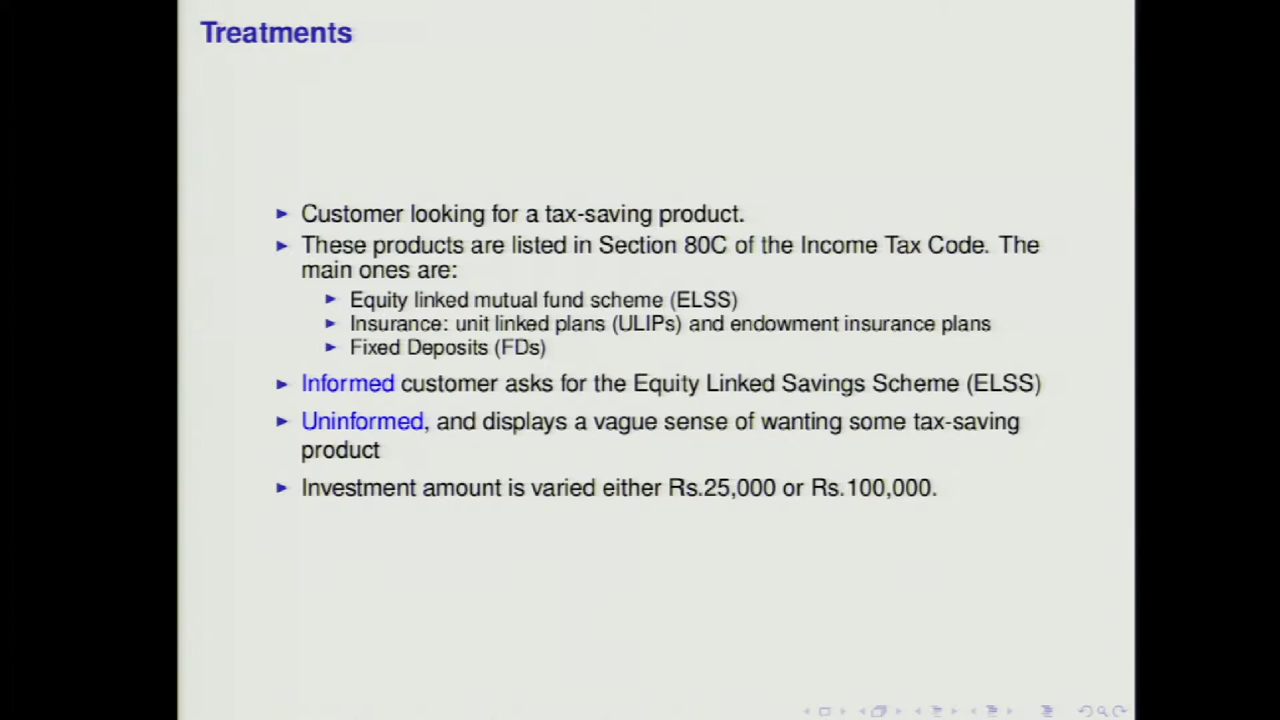 Treatments
► Customer looking for a tax-saving product.
► These products are listed in Section 80C of the Income Tax Code. The
main ones are:
► Equity linked mutual fund scheme (ELSS)
► Insurance: unit linked plans (ULIPs) and endowment insurance plans
► Fixed Deposits (FDs)
► Informed customer asks for the Equity Linked Savings Scheme (ELSS)
► Uninformed, and displays a vague sense of wanting some tax-saving
product
► Investment amount is varied either Rs.25,000 or Rs.100,000.